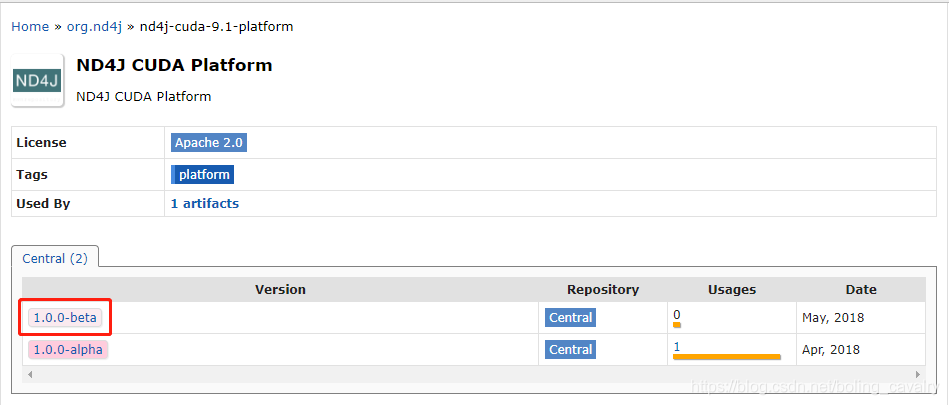 Home » org.nd4j » nd4j-cuda-9.1-platform
ND4J
ND4J CUDA Platform
ND4J CUDA Platform
License Apache 2.0
Tags platform
Used By 1 artifacts
Central (2)
Version Repository Usages Date
1.0.0-beta Central 0 May, 2018
1.0.0-alpha Central 1 Apr, 2018
https://blog.csdn.net/boling_cavalry